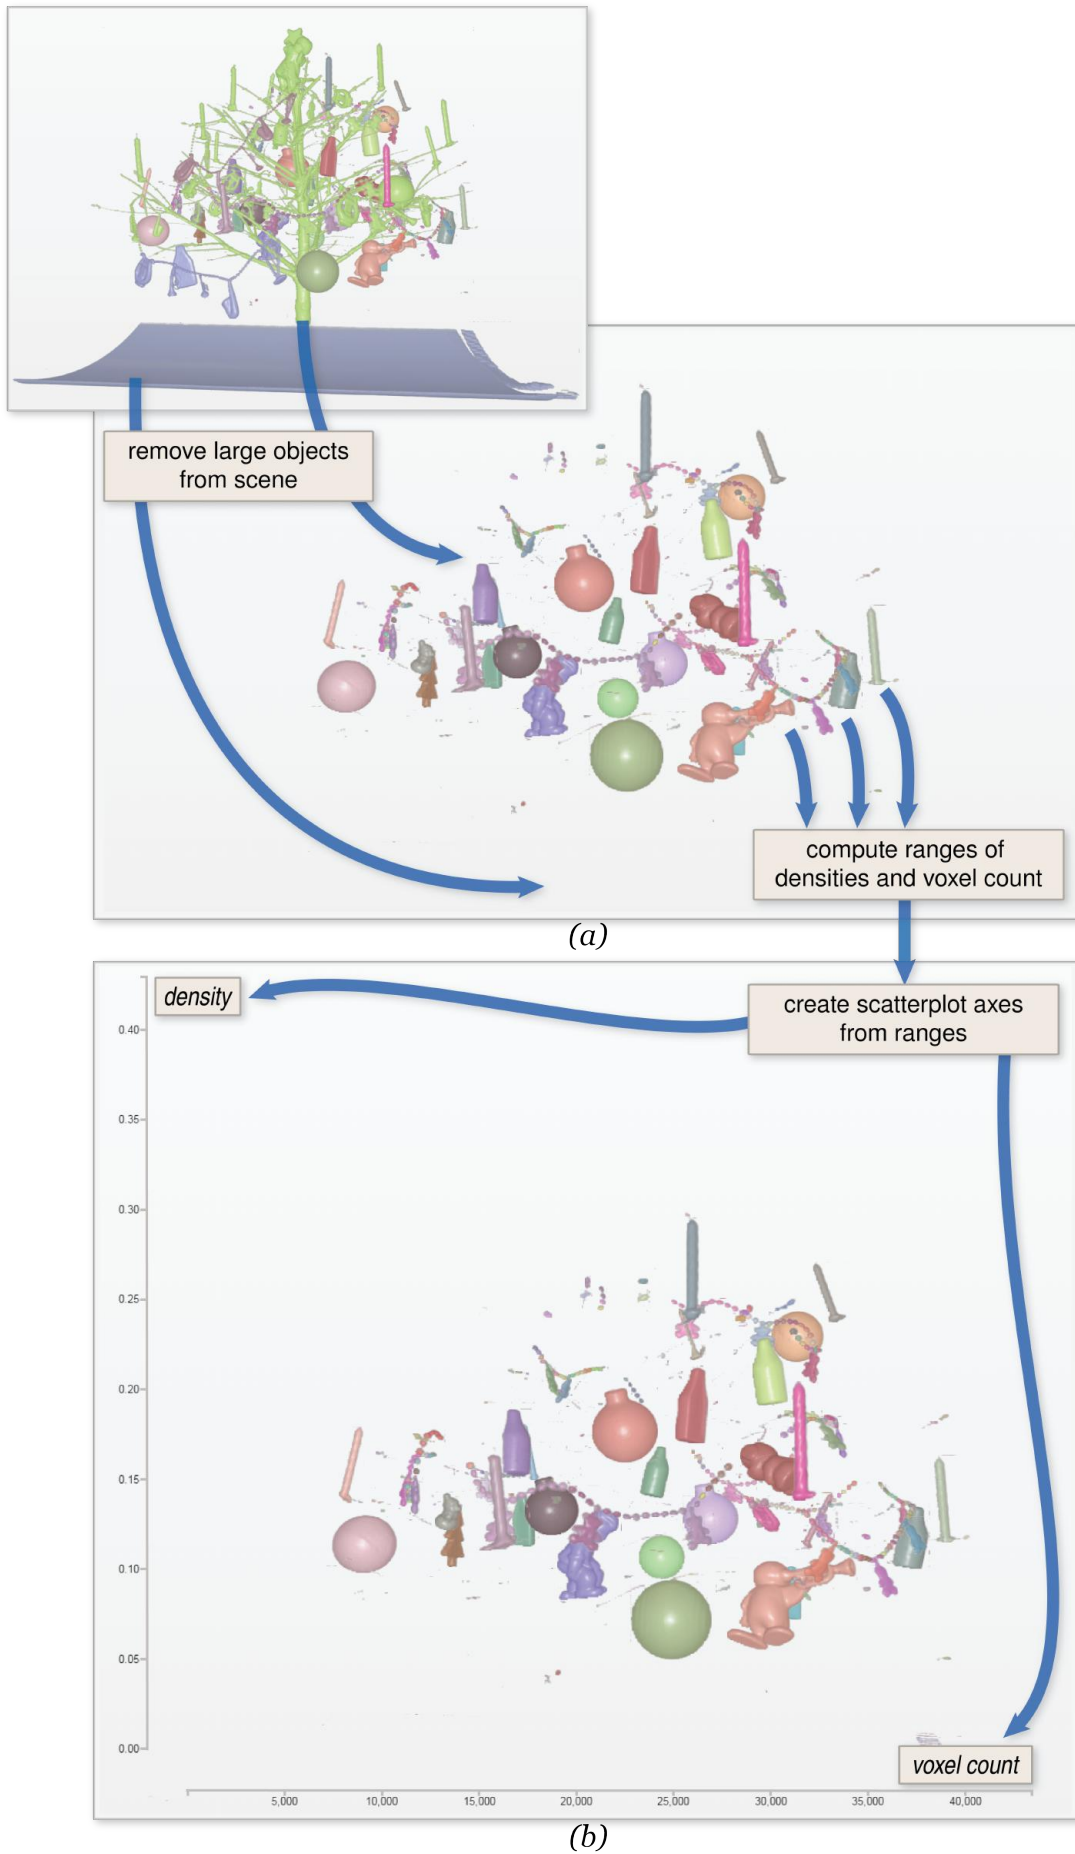 remove large objects
from scene
compute ranges of
densities and voxel count
(a)
density
create scatterplot axes
from ranges
0.40
0.35
0.30
0.25
0.20
0.15
0.10
0.05
0.00
voxel count
5,000 10,000 15,000 20,000 25,000 30,000 35,000 40,000
(b)